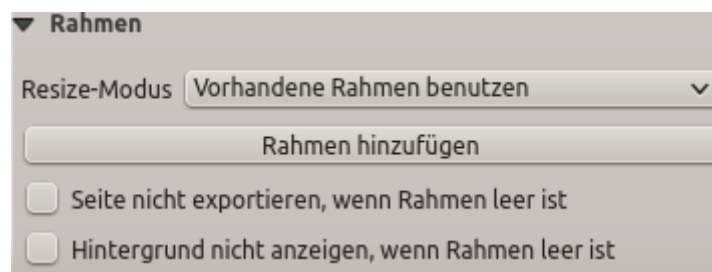 Rahmen
Resize-Modus Vorhandene Rahmen benutzen
Rahmen hinzufügen
Seite nicht exportieren, wenn Rahmen leer ist
Hintergrund nicht anzeigen, wenn Rahmen leer ist